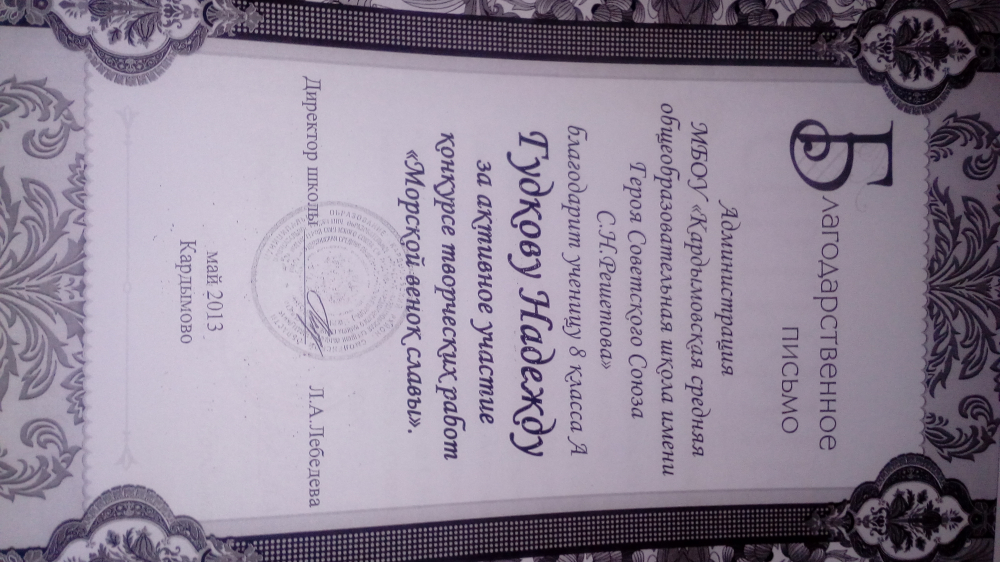 Благодарственное
письмо
Администрация
МБОУ «Кардымовская средняя
общеобразовательная школа имени
Героя Советского Союза
С.Н.Решетова»
благодарит ученицу 8 класса А
Гудкову Надежду
за активное участие
конкурсе творческих работ
«Морской венок славы».
Директор школы Л.А.Лебедева
май 2013
Кардымово